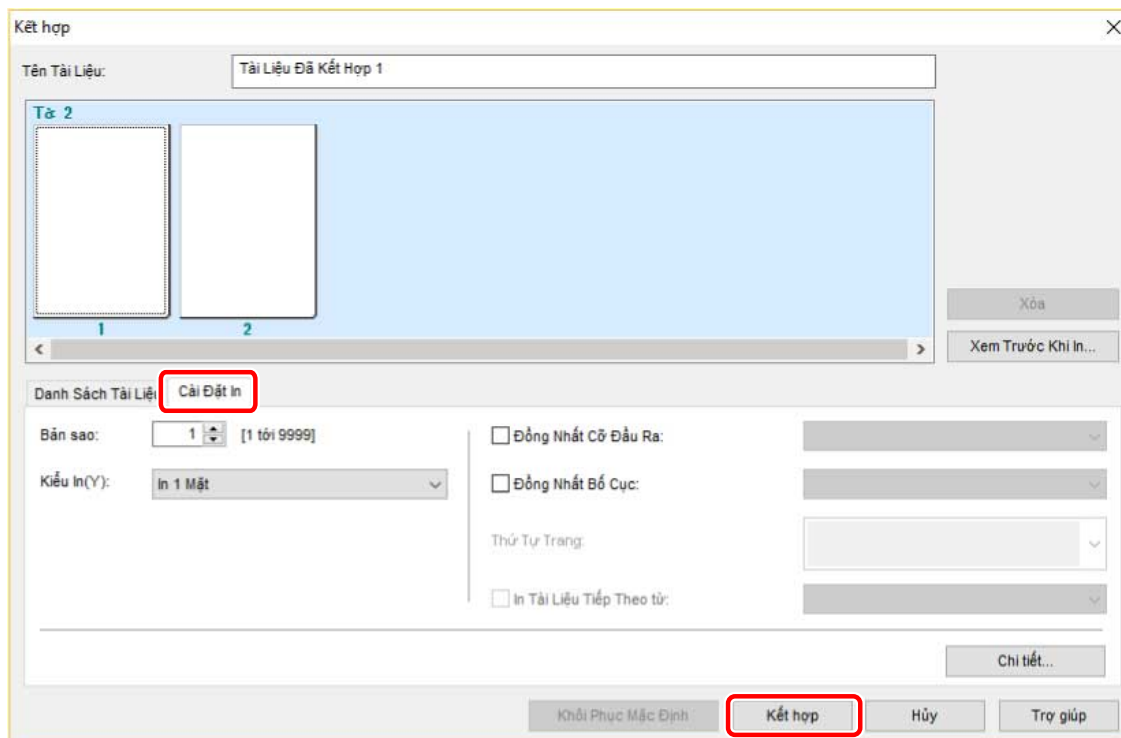 Kết hợp
Tên Tài Liệu: Tài Liệu Đã Kết Hợp 1
Tờ: 2
1 2
Xóa
Xem Trước Khi In...
Danh Sách Tài Liệu Cài Đặt In
Bản sao: 1 [1 tới 9999]
Đồng Nhất Cỡ Đầu Ra:
Kiểu In(Y): In 1 Mặt
Đồng Nhất Bố Cục:
Thứ Tự Trang:
In Tài Liệu Tiếp Theo từ:
Chi tiết...
Khôi Phục Mặc Định Kết hợp Hủy Trợ giúp